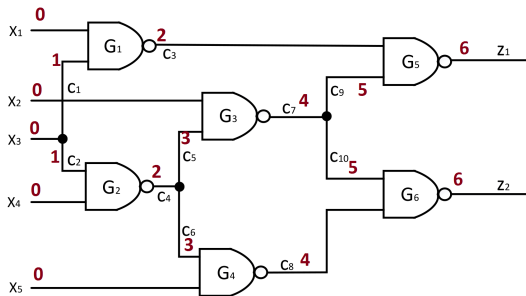 0
X₁
G₁
2
C₃
G₅
6
Z₁
1
C₁
0
X₂
G₃
C₇
4
C₉
5
0
X₃
3
C₅
1
C₂
G₂
2
C₄
C₁₀
5
G₆
6
Z₂
0
X₄
C₆
3
G₄
C₈
4
0
X₅